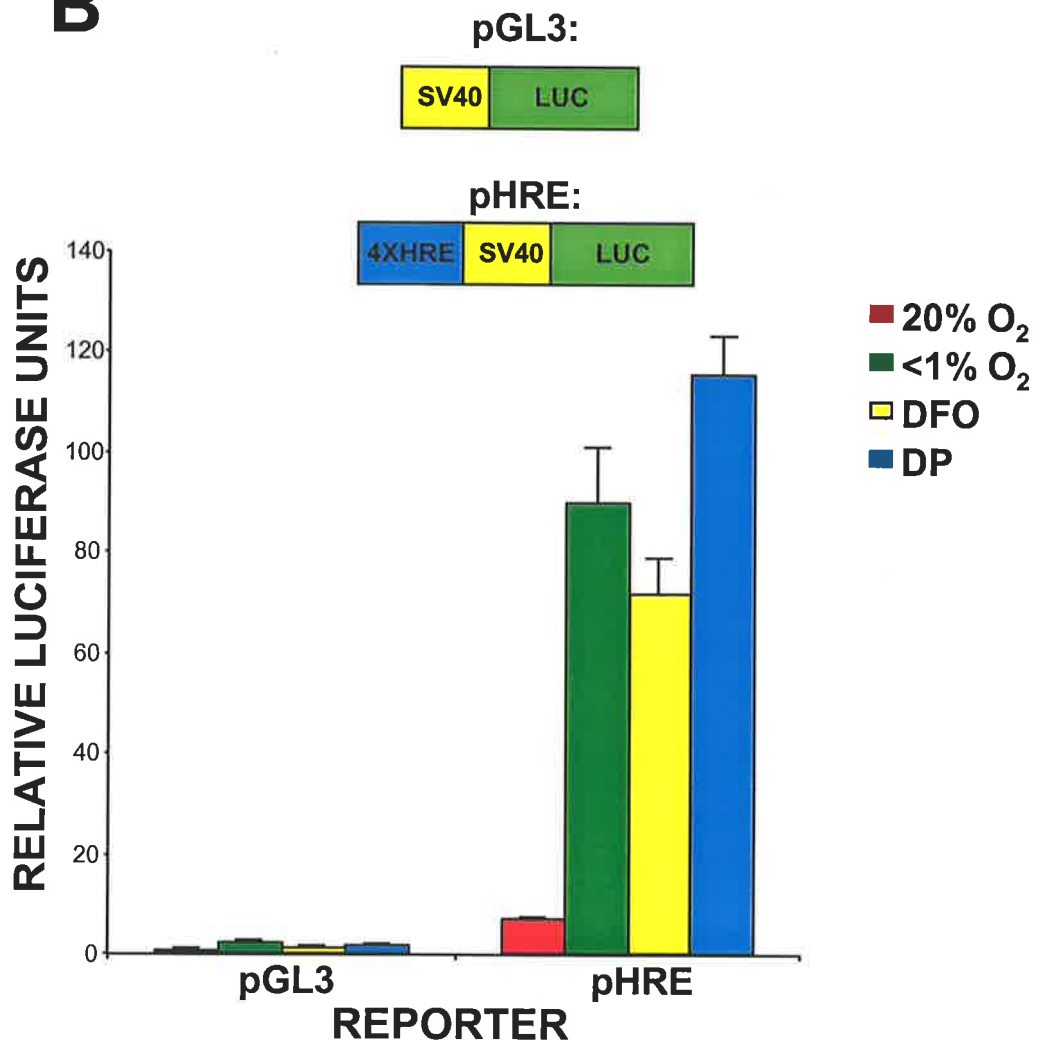 B
pGL3:
SV40 LUC
pHRE:
4XHRE SV40 LUC
RELATIVE LUCIFERASE UNITS
140
120
100
80
60
40
20
0
20% O₂
<1% O₂
DFO
DP
pGL3 pHRE
REPORTER